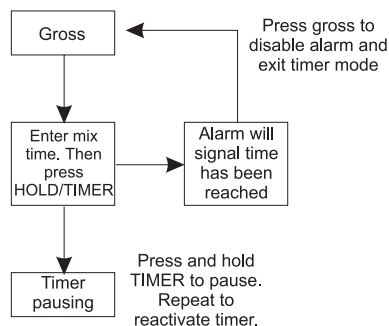 Gross
Press gross to
disable alarm and
exit timer mode
Enter mix
time. Then
press
HOLD/TIMER
Alarm will
signal time
has been
reached
Timer
pausing
Press and hold
TIMER to pause.
Repeat to
reactivate timer.